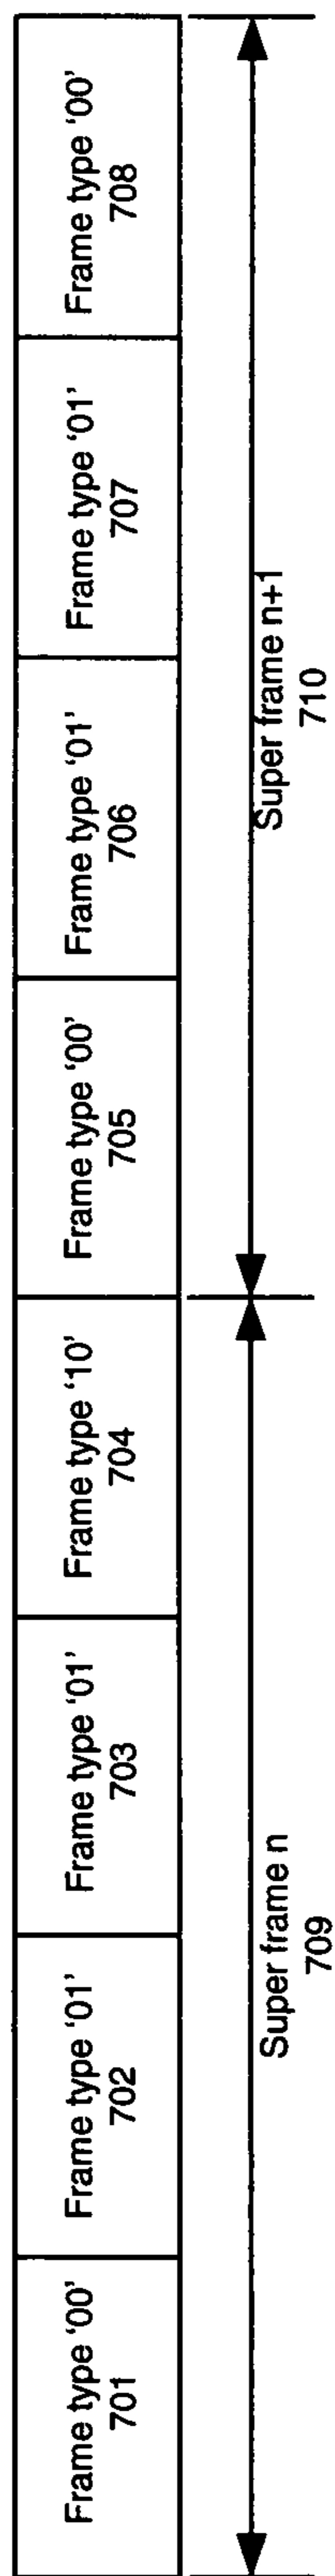 Frame type ‘00’
701
Frame type ‘01’
702
Frame type ‘01’
703
Frame type ‘10’
704
Frame type ‘00’
705
Frame type ‘01’
706
Frame type ‘01’
707
Frame type ‘00’
708
Super frame n
709
Super frame n+1
710